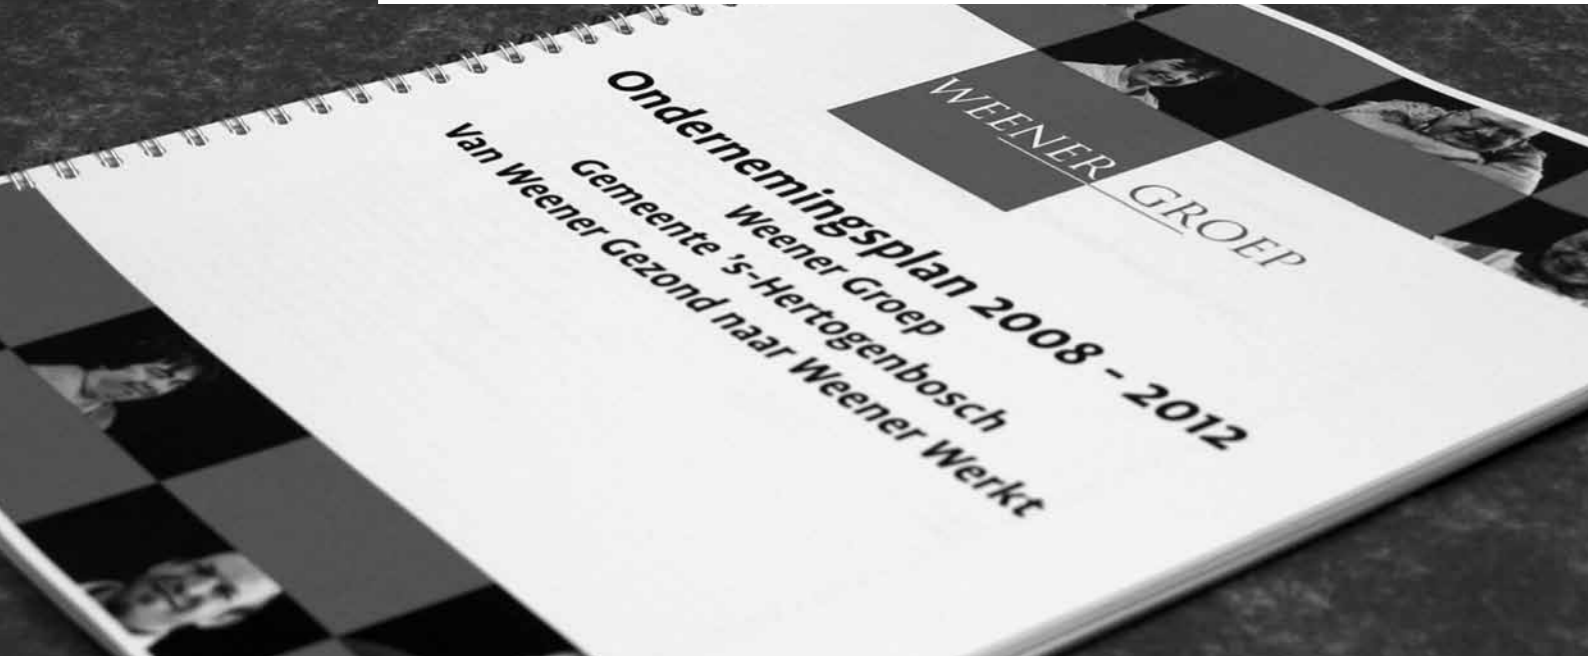 WEENER GROEP
Ondernemingsplan 2008 - 2012
Weener Groep
Gemeente 's-Hertogenbosch
Van Weener Gezond naar Weener Werkt